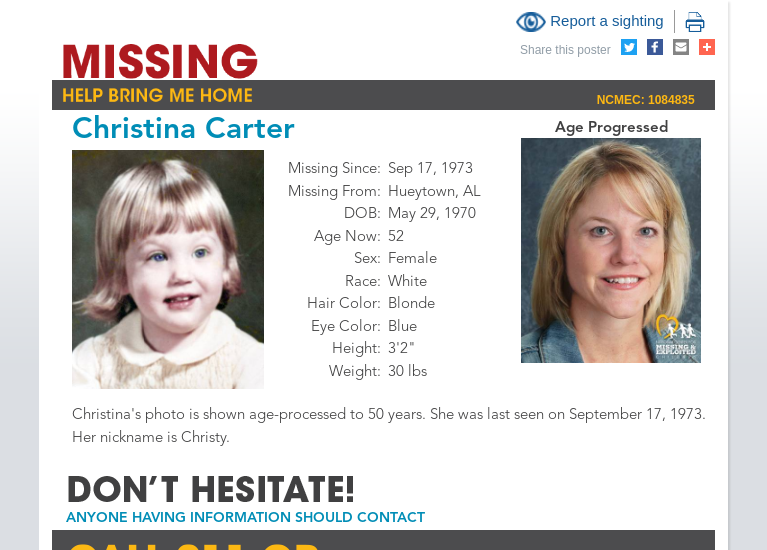 Report a sighting
Share this poster
MISSING
HELP BRING ME HOME
NCMEC: 1084835
Christina Carter
Age Progressed
Missing Since: Sep 17, 1973
Missing From: Hueytown, AL
DOB: May 29, 1970
Age Now: 52
Sex: Female
Race: White
Hair Color: Blonde
Eye Color: Blue
Height: 3'2"
Weight: 30 lbs
MISSING &
EXPLOITED
CHILDREN
Christina's photo is shown age-processed to 50 years. She was last seen on September 17, 1973.
Her nickname is Christy.
DON'T HESITATE!
ANYONE HAVING INFORMATION SHOULD CONTACT